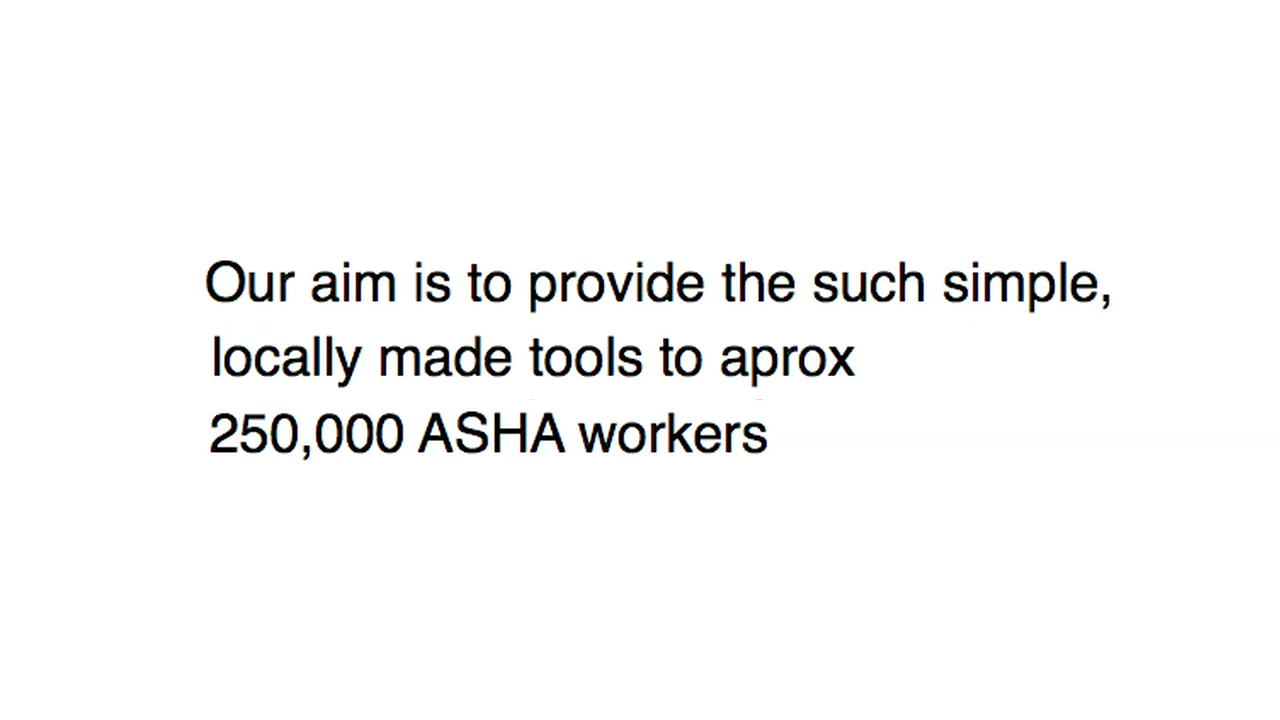 Our aim is to provide the such simple,
locally made tools to aprox
250,000 ASHA workers